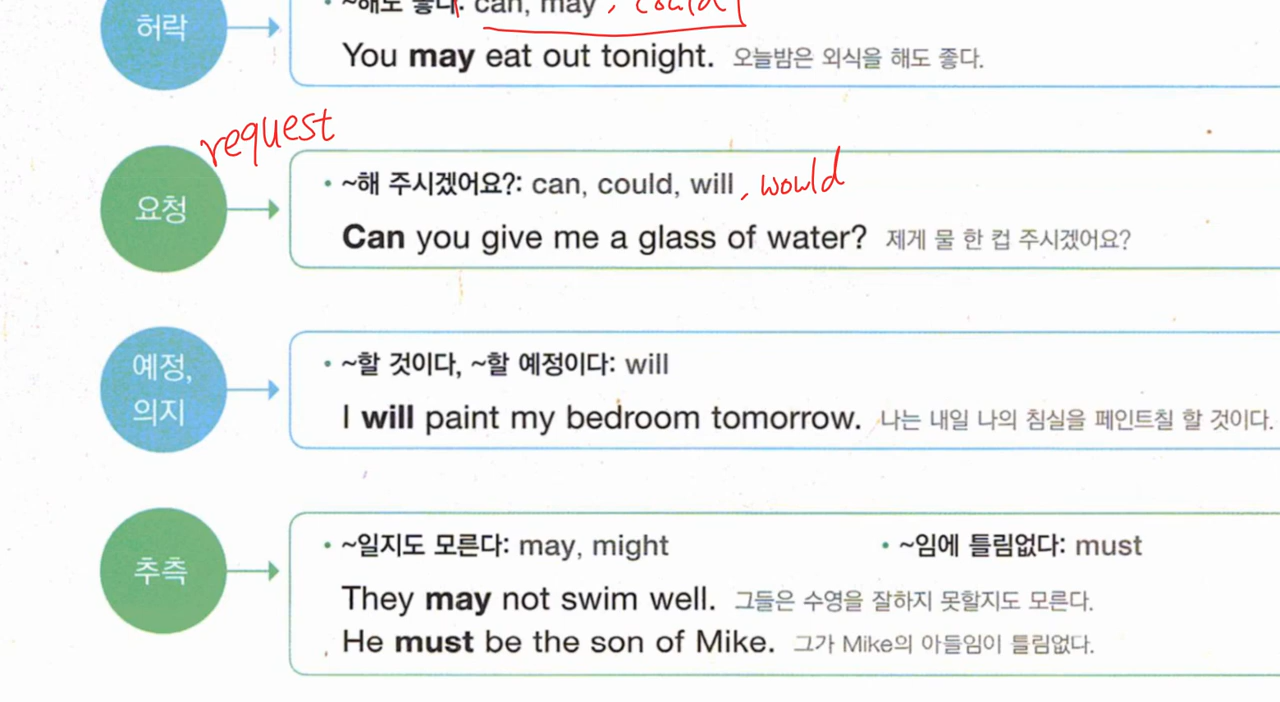 허락
• ~해도 좋다: can, may, could
You may eat out tonight. 오늘밤은 외식을 해도 좋다.
request
요청
• ~해 주시겠어요?: can, could, will, would
Can you give me a glass of water? 제게 물 한 컵 주시겠어요?
예정,
의지
• ~할 것이다, ~할 예정이다: will
I will paint my bedroom tomorrow. 나는 내일 나의 침실을 페인트칠 할 것이다.
추측
• ~일지도 모른다: may, might • ~임에 틀림없다: must
They may not swim well. 그들은 수영을 잘하지 못할지도 모른다.
He must be the son of Mike. 그가 Mike의 아들임이 틀림없다.